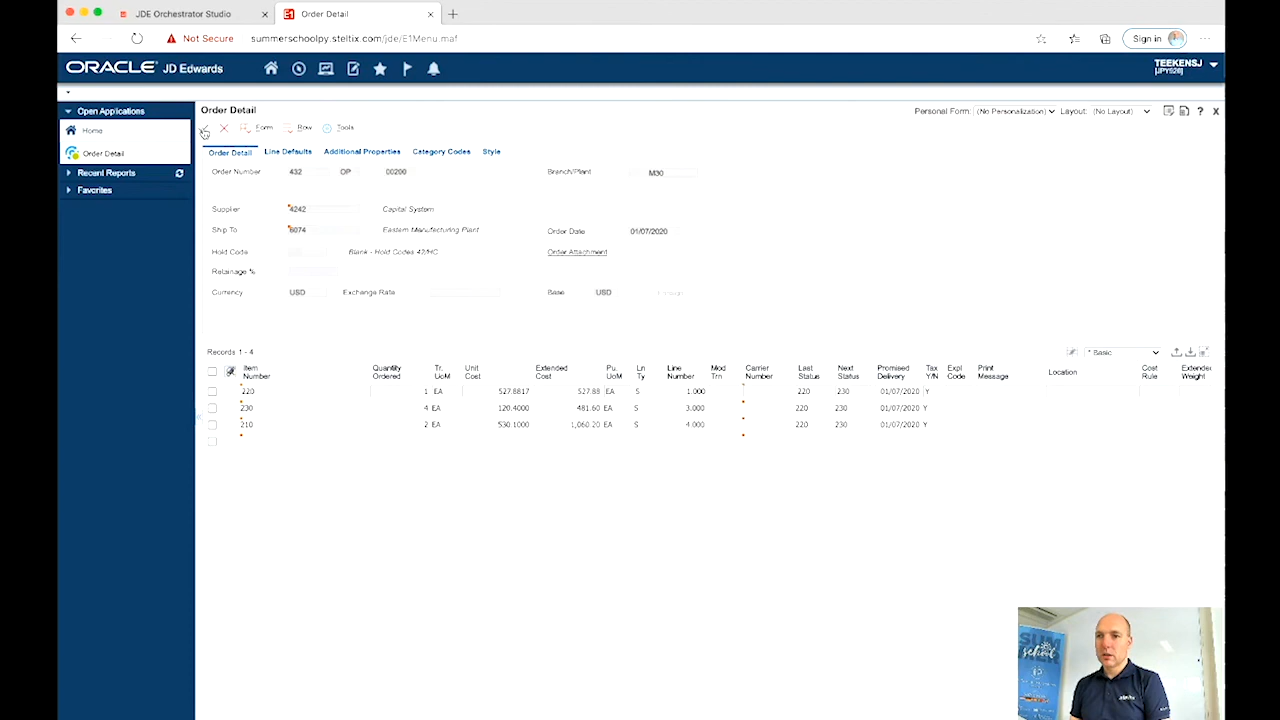 JDE Orchestrator Studio
Order Detail
Not Secure
summerschoolpy.steltix.com/jde/E1Menu.maf
Sign in
ORACLE JD Edwards
TEEKENSJ
[JPY920]
Open Applications
Home
Order Detail
Recent Reports
Favorites
Order Detail
Personal Form: (No Personalization) Layout: (No Layout)
Form Row Tools
Order Detail Line Defaults Additional Properties Category Codes Style
Order Number 432 OP 00200 Branch/Plant M30
Supplier 4242 Capital System
Ship To 6074 Eastern Manufacturing Plant Order Date 01/07/2020
Hold Code Blank - Hold Codes 42/HC Order Attachment
Retainage %
Currency USD Exchange Rate Base USD
Records 1 - 4
* Basic
Item Number Quantity Ordered Tr. UoM Unit Cost Extended Cost Pu. UoM Ln Ty Line Number Mod Trn Carrier Number Last Status Next Status Promised Delivery Tax Y/N Expl Code Print Message Location Cost Rule Extended Weight
220 1 EA 527.8817 527.88 EA S 1.000 220 230 01/07/2020 Y
230 4 EA 120.4000 481.60 EA S 3.000 220 230 01/07/2020 Y
210 2 EA 530.1000 1,060.20 EA S 4.000 220 230 01/07/2020 Y
SUMMER
school